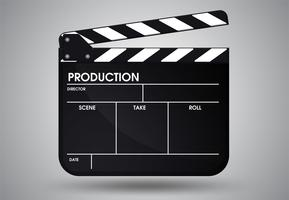 PRODUCTION
DIRECTOR
SCENE TAKE ROLL
DATE